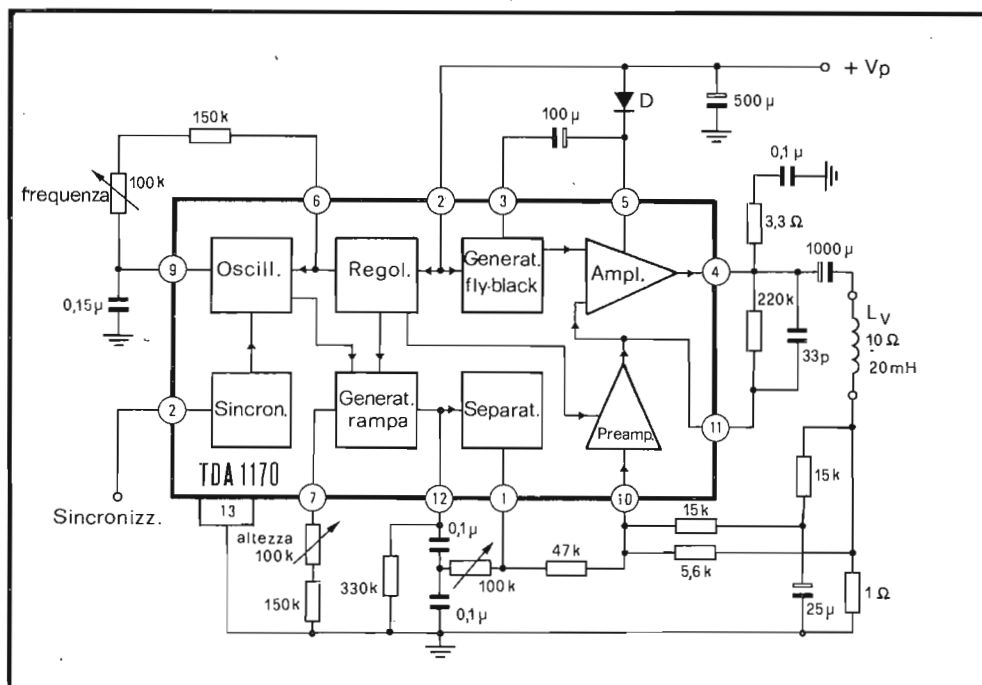 + Vp
D
500 µ
100 µ
150 k
0,1 µ
frequenza
100 k
6
2
3
5
3,3 Ω
1000 µ
9
Oscill.
Regol.
Generat.
fly-black
Ampl.
4
220k
33p
LV
10 Ω
20 mH
0,15 µ
2
Sincron.
Generat.
rampa
Separat.
Preamp.
11
TDA 1170
13
7
12
1
10
15 k
Sincronizz.
altezza
100 k
150 k
330k
0,1 µ
0,1 µ
100 k
47 k
15 k
5,6 k
25 µ
1 Ω